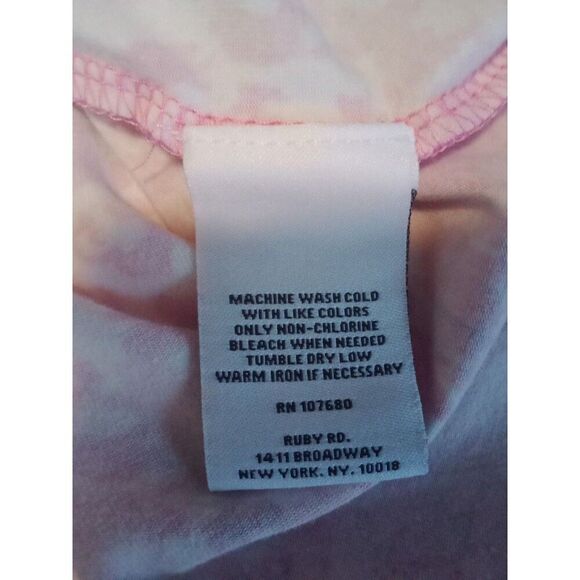 MACHINE WASH COLD
WITH LIKE COLORS
ONLY NON-CHLORINE
BLEACH WHEN NEEDED
TUMBLE DRY LOW
WARM IRON IF NECESSARY
RN 107680
RUBY RD.
1411 BROADWAY
NEW YORK. NY. 10018